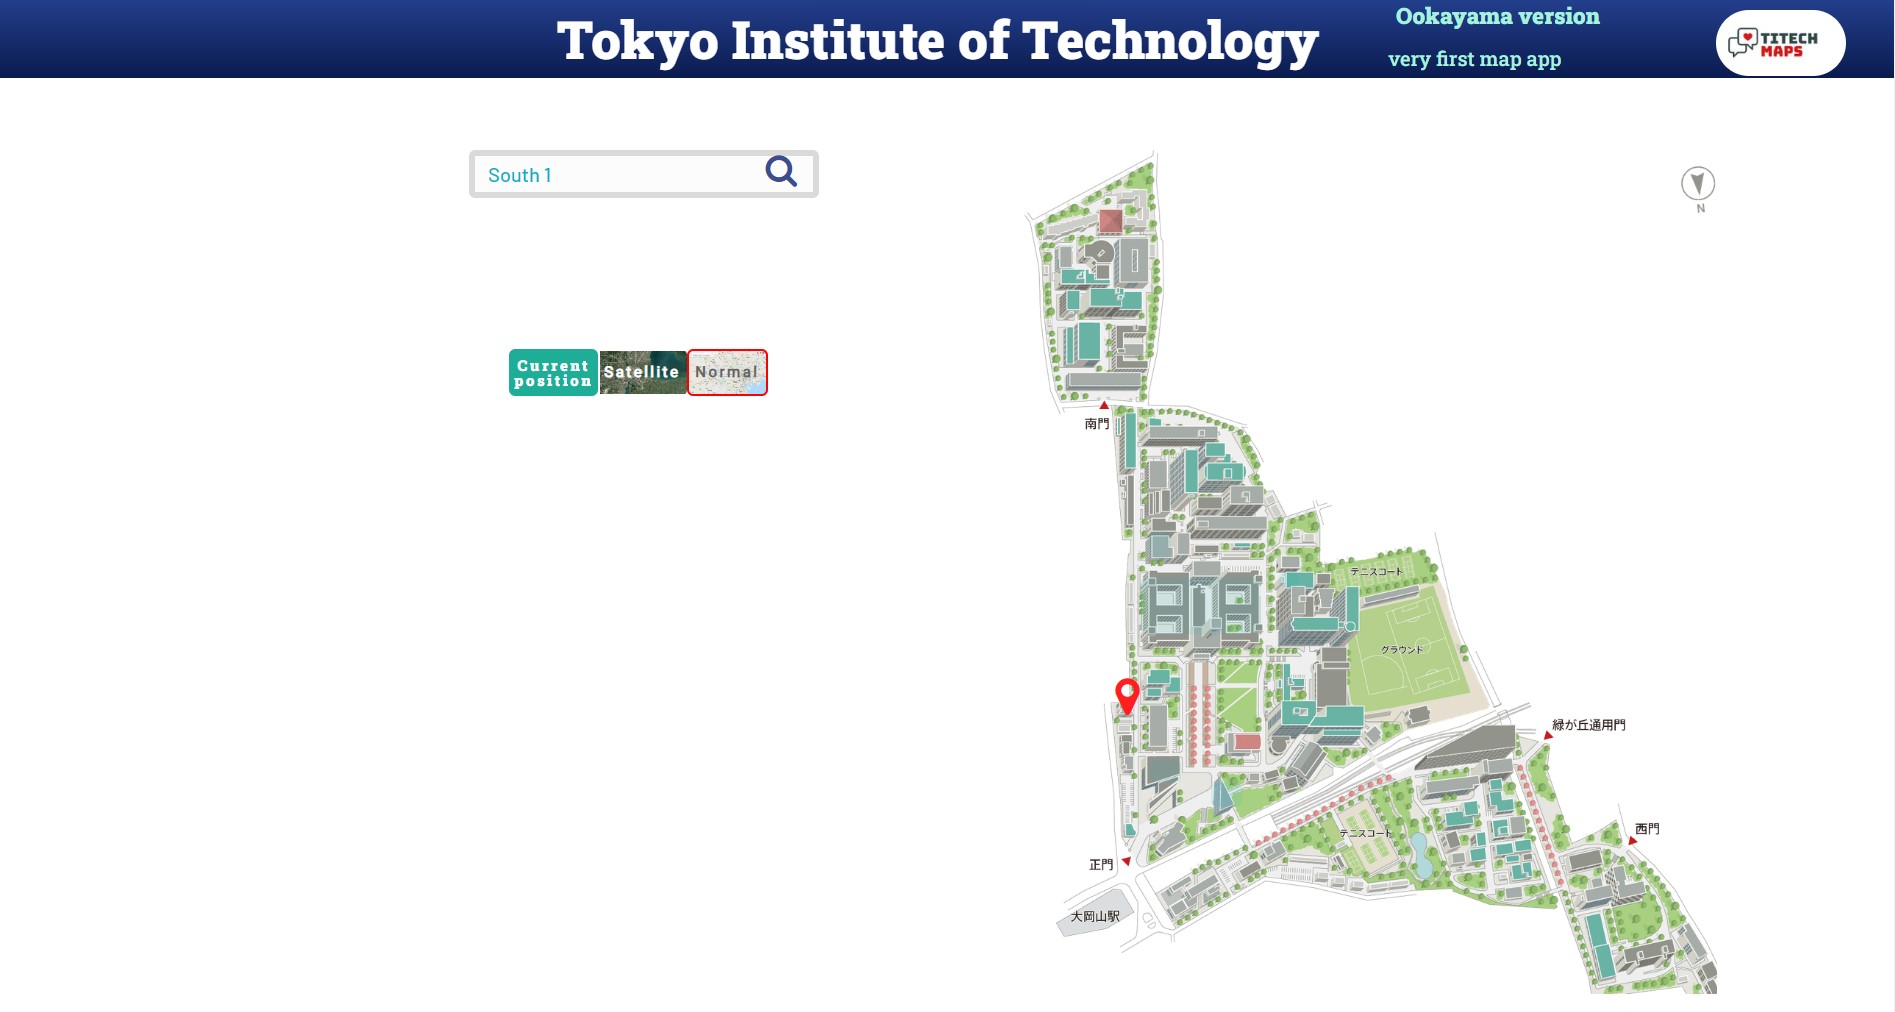 Tokyo Institute of Technology
Ookayama version
very first map app
TITECH
MAPS
South 1
N
Current
position
Satellite
Normal
南門
テニスコート
グラウンド
緑が丘通用門
西門
テニスコート
正門
大岡山駅